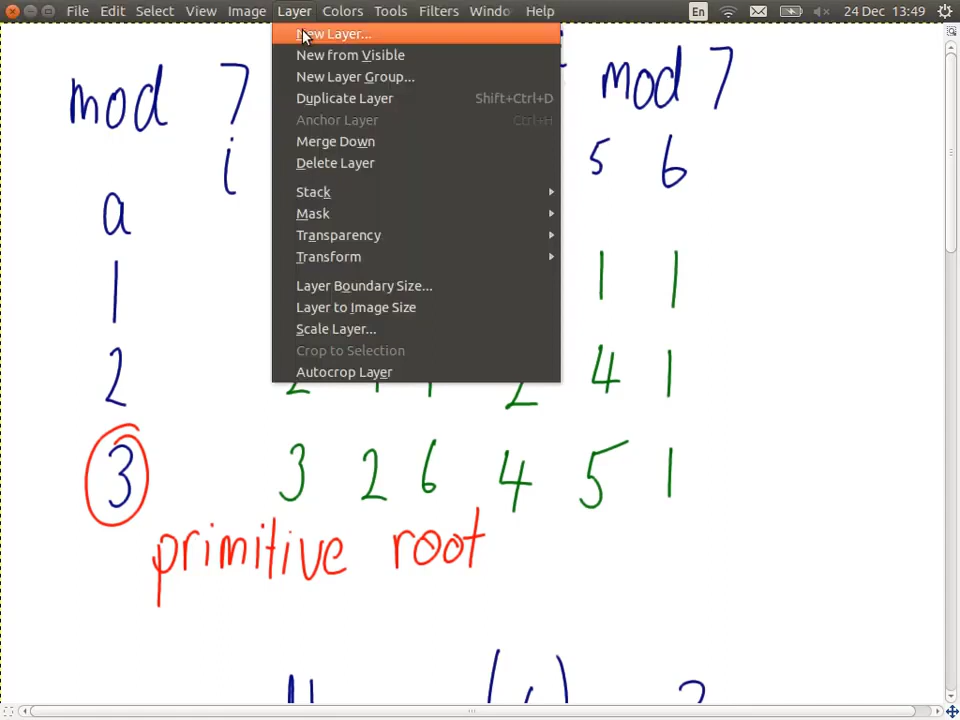 File Edit Select View Image Layer Colors Tools Filters Windo Help En 24 Dec 13:49
New Layer...
New from Visible
New Layer Group...
Duplicate Layer Shift+Ctrl+D
Anchor Layer Ctrl+H
Merge Down
Delete Layer
Stack
Mask
Transparency
Transform
Layer Boundary Size...
Layer to Image Size
Scale Layer...
Crop to Selection
Autocrop Layer
mod 7 mod 7
i 5 6
a
1 1 1
2 2 4 1
3 3 2 6 4 5 1
primitive root